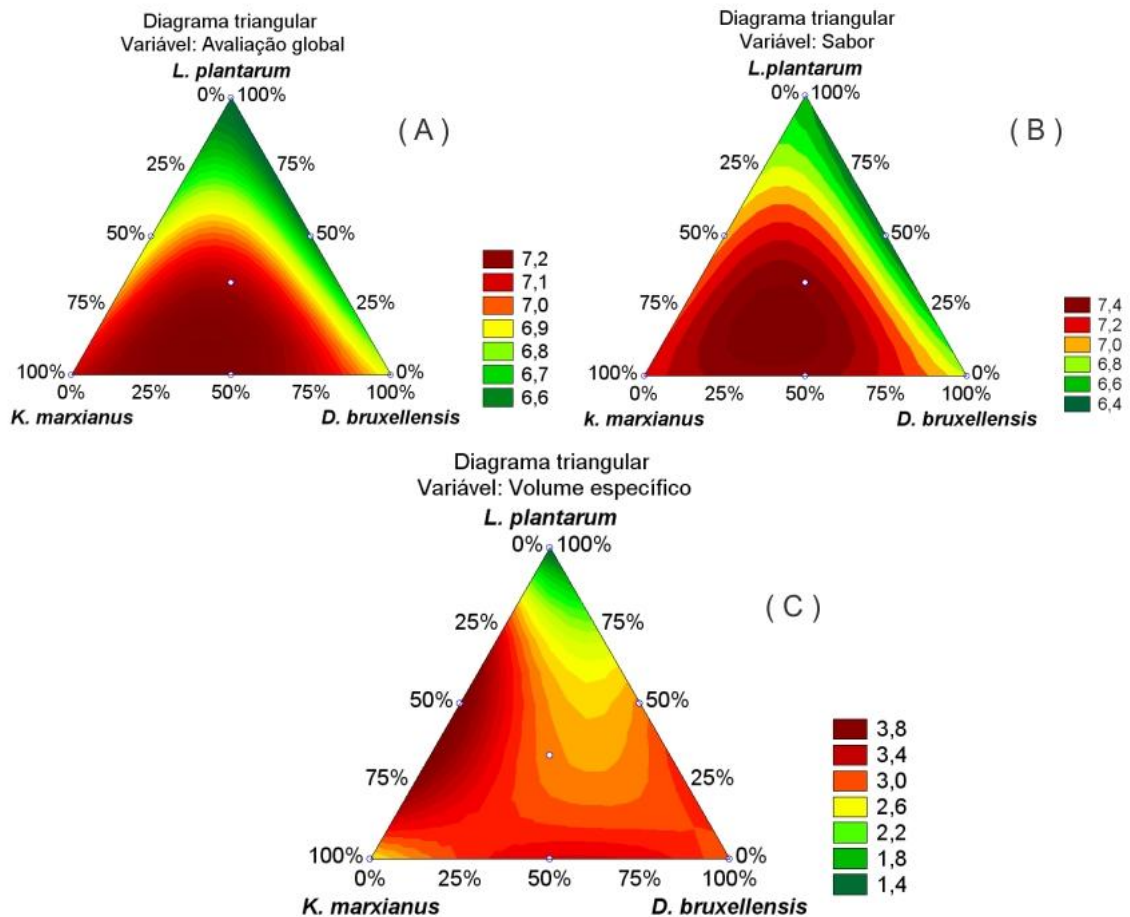 Diagrama triangular
Variável: Avaliação global
L. plantarum
0% 100%
( A )
25% 75%
50% 50%
75% 25%
100% 0%
0% 25% 50% 75% 100%
K. marxianus D. bruxellensis
7,2
7,1
7,0
6,9
6,8
6,7
6,6
Diagrama triangular
Variável: Sabor
L.plantarum
0% 100%
( B )
25% 75%
50% 50%
75% 25%
100% 0%
0% 25% 50% 75% 100%
k. marxianus D. bruxellensis
7,4
7,2
7,0
6,8
6,6
6,4
Diagrama triangular
Variável: Volume específico
L. plantarum
0% 100%
( C )
25% 75%
50% 50%
75% 25%
100% 0%
0% 25% 50% 75% 100%
K. marxianus D. bruxellensis
3,8
3,4
3,0
2,6
2,2
1,8
1,4